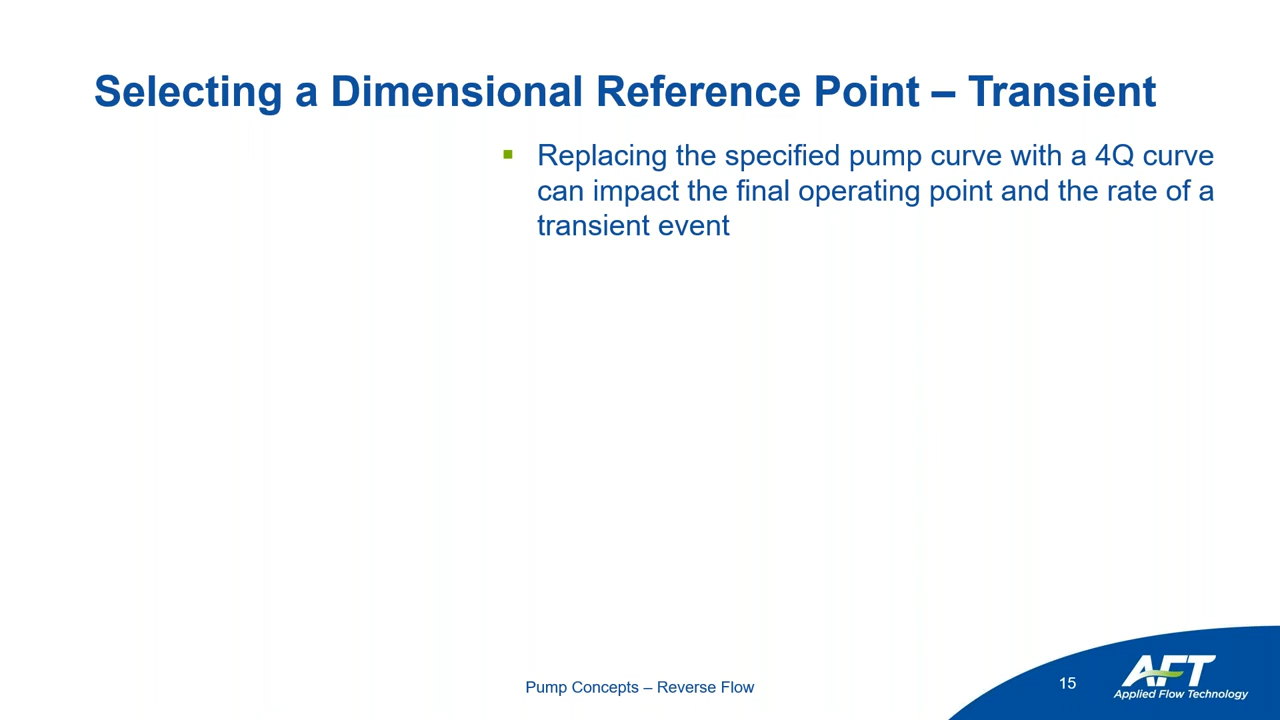 Selecting a Dimensional Reference Point – Transient
▪ Replacing the specified pump curve with a 4Q curve
can impact the final operating point and the rate of a
transient event
Pump Concepts – Reverse Flow
15
AFT
Applied Flow Technology